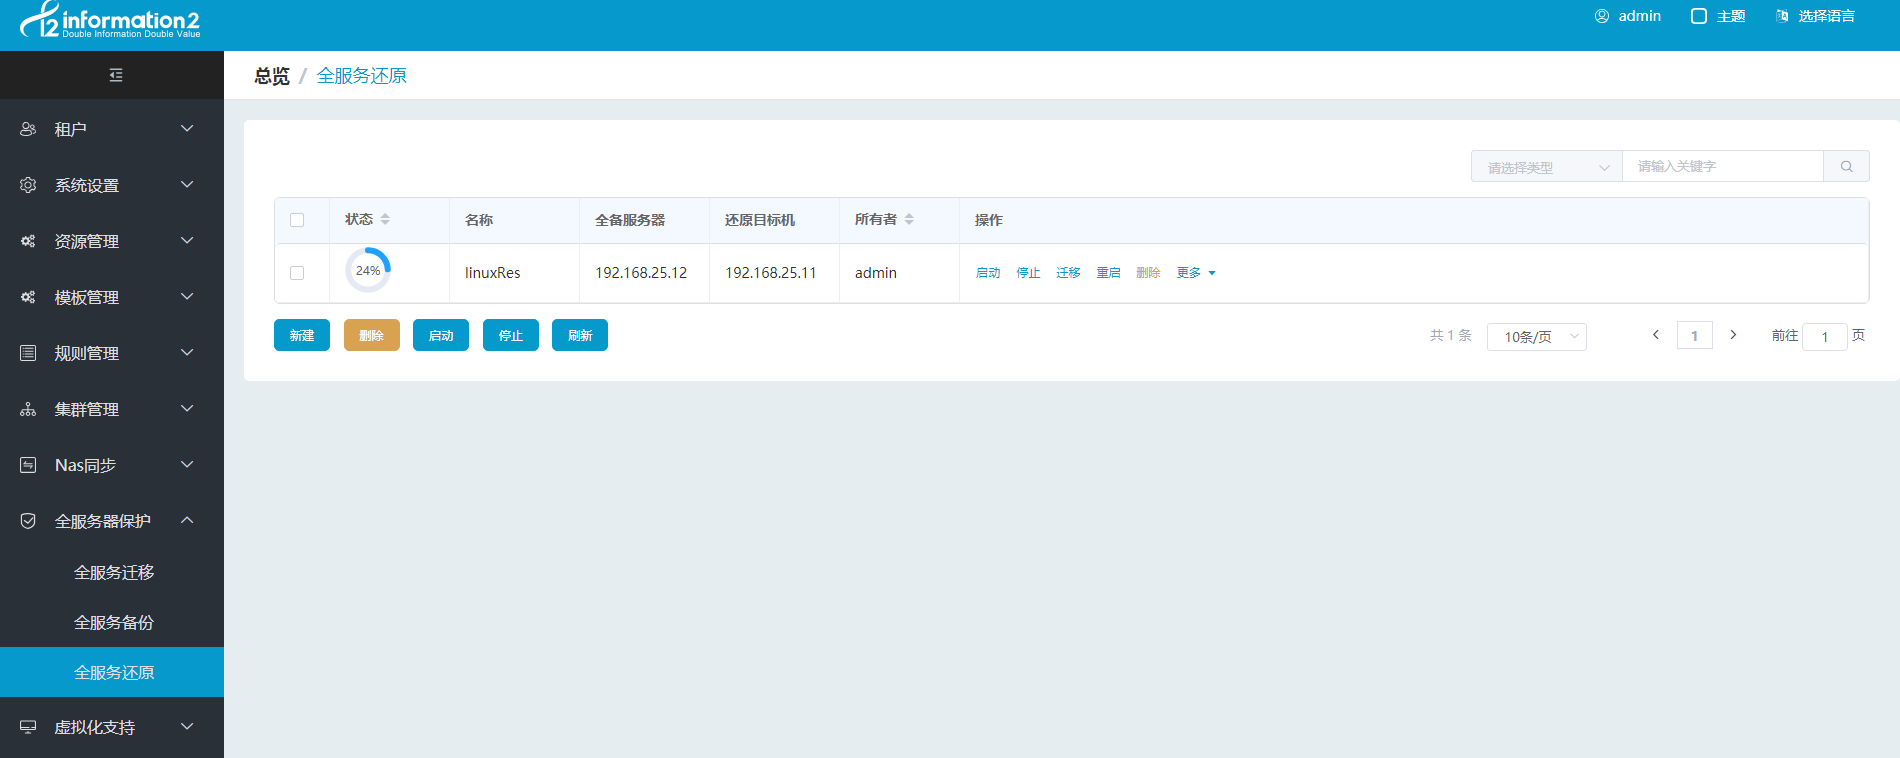 information2
Double Information Double Value
admin 主题 选择语言
总览 / 全服务还原
租户
系统设置
资源管理
模板管理
规则管理
集群管理
Nas同步
全服务器保护
全服务迁移
全服务备份
全服务还原
虚拟化支持
请选择类型 请输入关键字
状态 名称 全备服务器 还原目标机 所有者 操作
24% linuxRes 192.168.25.12 192.168.25.11 admin 启动 停止 迁移 重启 删除 更多
新建 删除 启动 停止 刷新 共 1 条 10条/页 1 前往 1 页